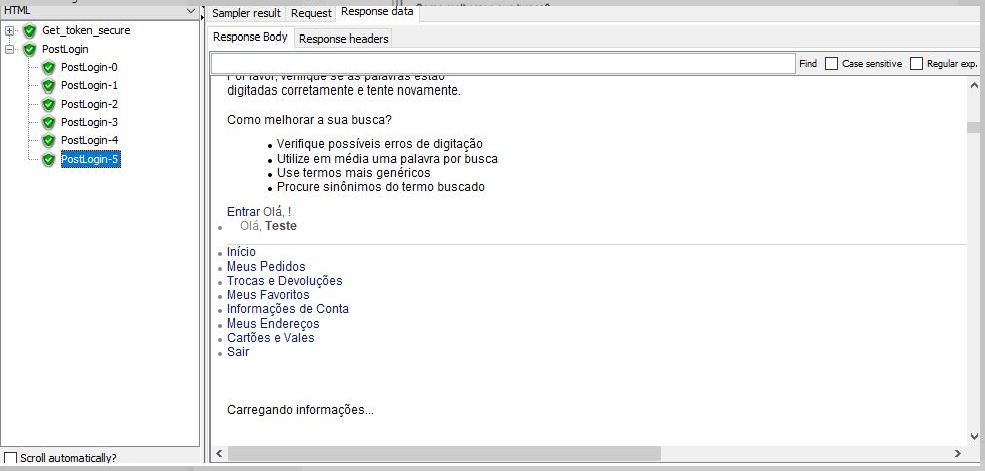 HTML
Get_token_secure
PostLogin
PostLogin-0
PostLogin-1
PostLogin-2
PostLogin-3
PostLogin-4
PostLogin-5
Scroll automatically?
Sampler result Request Response data
Response Body Response headers
Find Case sensitive Regular exp.
Por favor, verifique se as palavras estão
digitadas corretamente e tente novamente.
Como melhorar a sua busca?
Verifique possíveis erros de digitação
Utilize em média uma palavra por busca
Use termos mais genéricos
Procure sinônimos do termo buscado
Entrar Olá, !
Olá, Teste
Início
Meus Pedidos
Trocas e Devoluções
Meus Favoritos
Informações de Conta
Meus Endereços
Cartões e Vales
Sair
Carregando informações...